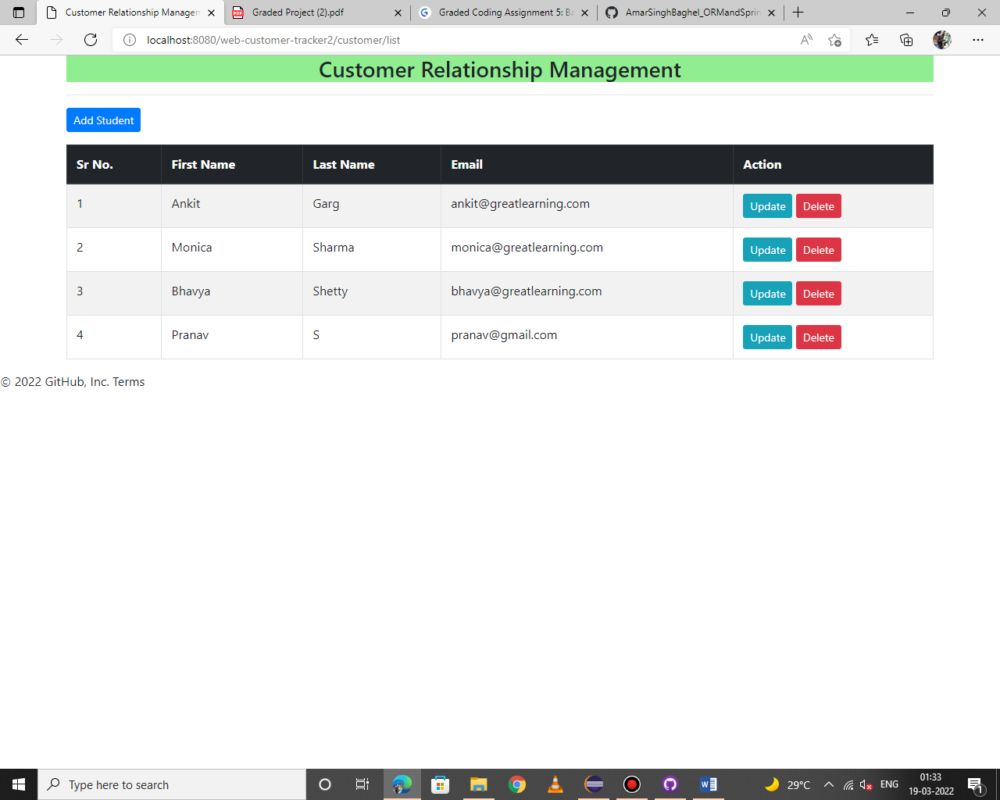 Customer Relationship Managem
Graded Project (2).pdf
Graded Coding Assignment 5: Ba
AmarSinghBaghel_ORMandSprin
localhost:8080/web-customer-tracker2/customer/list
Customer Relationship Management
Add Student
Sr No. First Name Last Name Email Action
1 Ankit Garg ankit@greatlearning.com Update Delete
2 Monica Sharma monica@greatlearning.com Update Delete
3 Bhavya Shetty bhavya@greatlearning.com Update Delete
4 Pranav S pranav@gmail.com Update Delete
© 2022 GitHub, Inc. Terms
Type here to search
29°C
ENG
01:33
19-03-2022
1